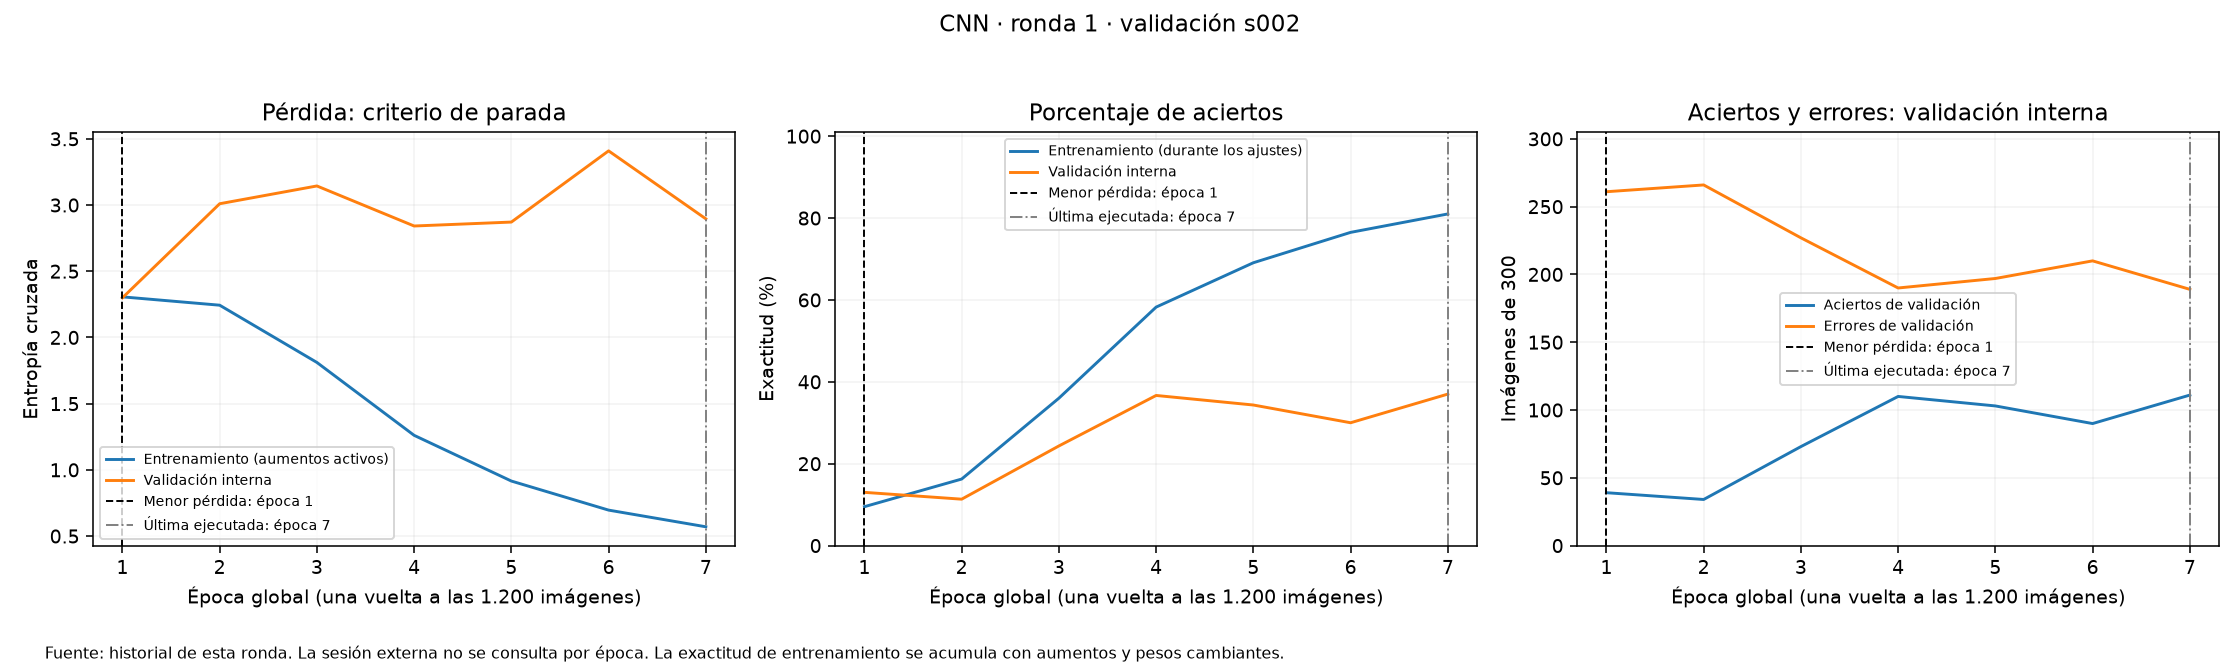 CNN · ronda 1 · validación s002
Pérdida: criterio de parada
Entropía cruzada
3.5
3.0
2.5
2.0
1.5
1.0
0.5
Entrenamiento (aumentos activos)
Validación interna
Menor pérdida: época 1
Última ejecutada: época 7
1 2 3 4 5 6 7
Época global (una vuelta a las 1.200 imágenes)
Porcentaje de aciertos
Exactitud (%)
100
80
60
40
20
0
Entrenamiento (durante los ajustes)
Validación interna
Menor pérdida: época 1
Última ejecutada: época 7
1 2 3 4 5 6 7
Época global (una vuelta a las 1.200 imágenes)
Aciertos y errores: validación interna
Imágenes de 300
300
250
200
150
100
50
0
Aciertos de validación
Errores de validación
Menor pérdida: época 1
Última ejecutada: época 7
1 2 3 4 5 6 7
Época global (una vuelta a las 1.200 imágenes)
Fuente: historial de esta ronda. La sesión externa no se consulta por época. La exactitud de entrenamiento se acumula con aumentos y pesos cambiantes.